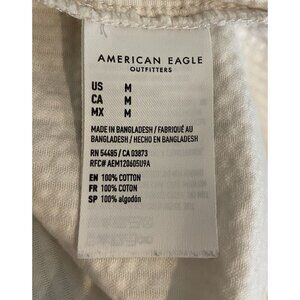 AMERICAN EAGLE
OUTFITTERS
US M
CA M
MX M
MADE IN BANGLADESH / FABRIQUÉ AU
BANGLADESH / HECHO EN BANGLADESH
RN 54485 / CA 03873
RFC# AEM120605U9A
EN 100% COTTON
FR 100% COTON
SP 100% algodón